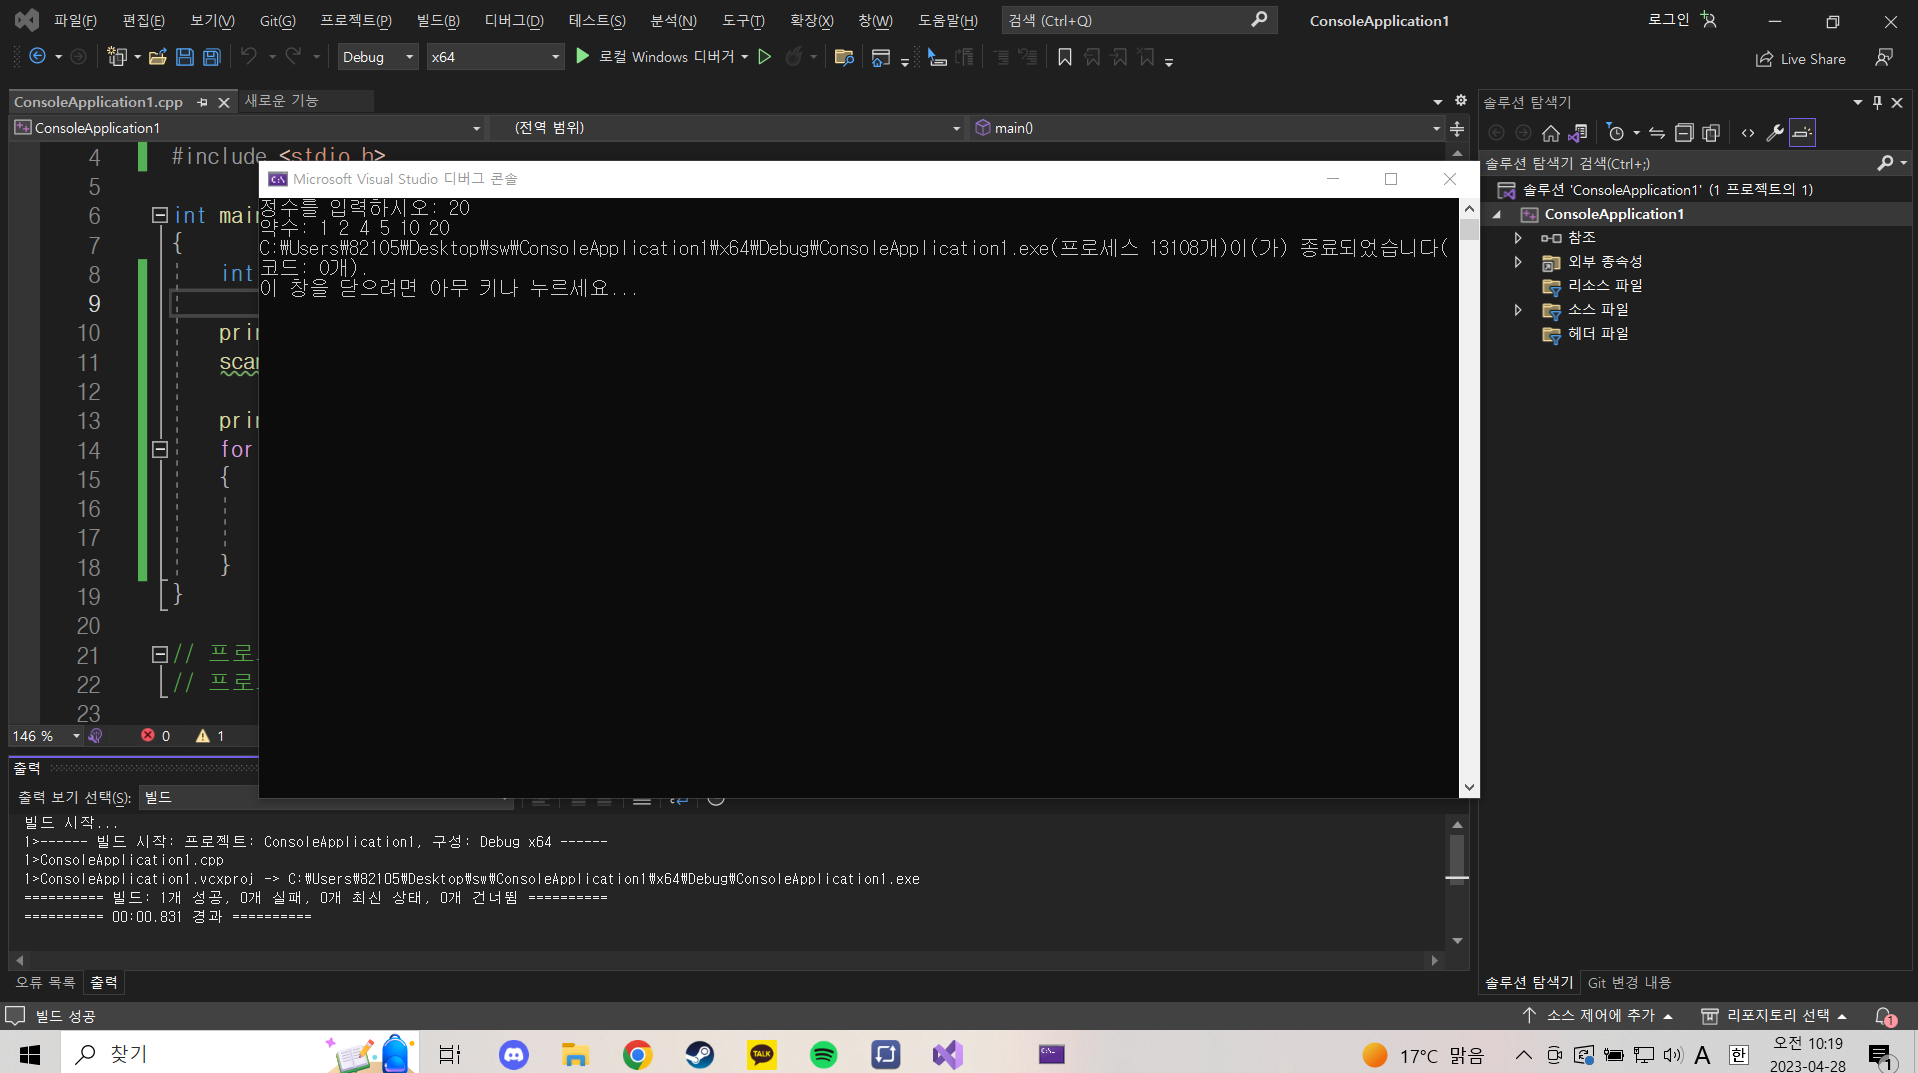 파일(F) 편집(E) 보기(V) Git(G) 프로젝트(P) 빌드(B) 디버그(D) 테스트(S) 분석(N) 도구(T) 확장(X) 창(W) 도움말(H) 검색 (Ctrl+Q) ConsoleApplication1 로그인
Debug x64 로컬 Windows 디버거 Live Share
ConsoleApplication1.cpp 새로운 기능
ConsoleApplication1 (전역 범위) main()
4 #include <stdio.h>
5
6 int main
7 {
8 int
9
10 prin
11 scan
12
13 prin
14 for
15 {
16
17
18 }
19 }
20
21 // 프로
22 // 프로
23
Microsoft Visual Studio 디버그 콘솔
정수를 입력하시오: 20
약수: 1 2 4 5 10 20
C:\Users\82105\Desktop\sw\ConsoleApplication1\x64\Debug\ConsoleApplication1.exe(프로세스 13108개)이(가) 종료되었습니다(
코드: 0개).
이 창을 닫으려면 아무 키나 누르세요...
146 % 0 1
출력
출력 보기 선택(S): 빌드
빌드 시작...
1>------ 빌드 시작: 프로젝트: ConsoleApplication1, 구성: Debug x64 ------
1>ConsoleApplication1.cpp
1>ConsoleApplication1.vcxproj -> C:\Users\82105\Desktop\sw\ConsoleApplication1\x64\Debug\ConsoleApplication1.exe
========== 빌드: 1개 성공, 0개 실패, 0개 최신 상태, 0개 건너뜀 ==========
========== 00:00.831 경과 ==========
오류 목록 출력
솔루션 탐색기
솔루션 탐색기 검색(Ctrl+;)
솔루션 'ConsoleApplication1' (1 프로젝트의 1)
ConsoleApplication1
참조
외부 종속성
리소스 파일
소스 파일
헤더 파일
솔루션 탐색기 Git 변경 내용
빌드 성공 소스 제어에 추가 리포지토리 선택 1
찾기 TALK 17°C 맑음 A 한 오전 10:19
2023-04-28 1